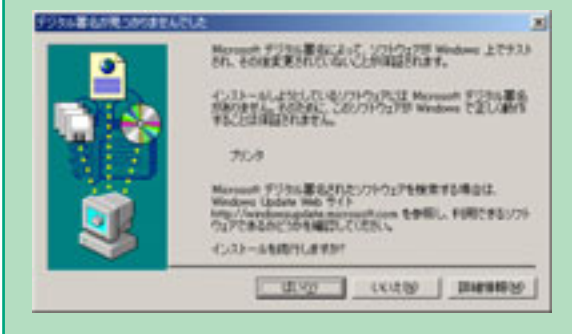 デジタル署名が見つかりませんでした
Microsoft デジタル署名によって、ソフトウェアが Windows 上でテスト
され、その後変更されていないことが保証されます。
インストールしようとしているソフトウェアには Microsoft デジタル署名
がありません。そのために、このソフトウェアが Windows で正しく動作
することは保証されません。
プリンタ
Microsoft デジタル署名されたソフトウェアを検索する場合は、
Windows Update Web サイト
http://windowsupdate.microsoft.com を参照し、利用できるソフト
ウェアであるかどうかを確認してください。
インストールを続行しますか?
はい(Y) いいえ(N) 詳細情報(M)